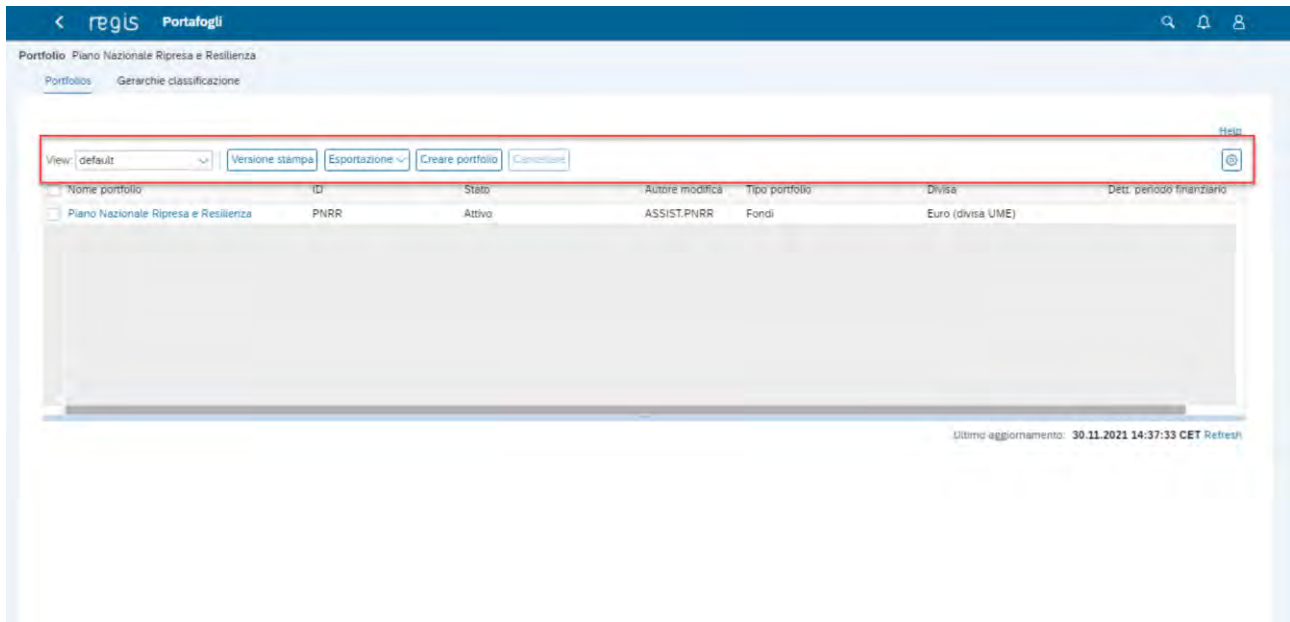 regis Portafogli
Portfolio Piano Nazionale Ripresa e Resilienza
Portfolios Gerarchie classificazione
Help
View: default Versione stampa Esportazione Creare portfolio Cancellare
Nome portfolio ID Stato Autore modifica Tipo portfolio Divisa Dett. periodo finanziario
Piano Nazionale Ripresa e Resilienza PNRR Attivo ASSIST.PNRR Fondi Euro (divisa UME)
Ultimo aggiornamento: 30.11.2021 14:37:33 CET Refresh